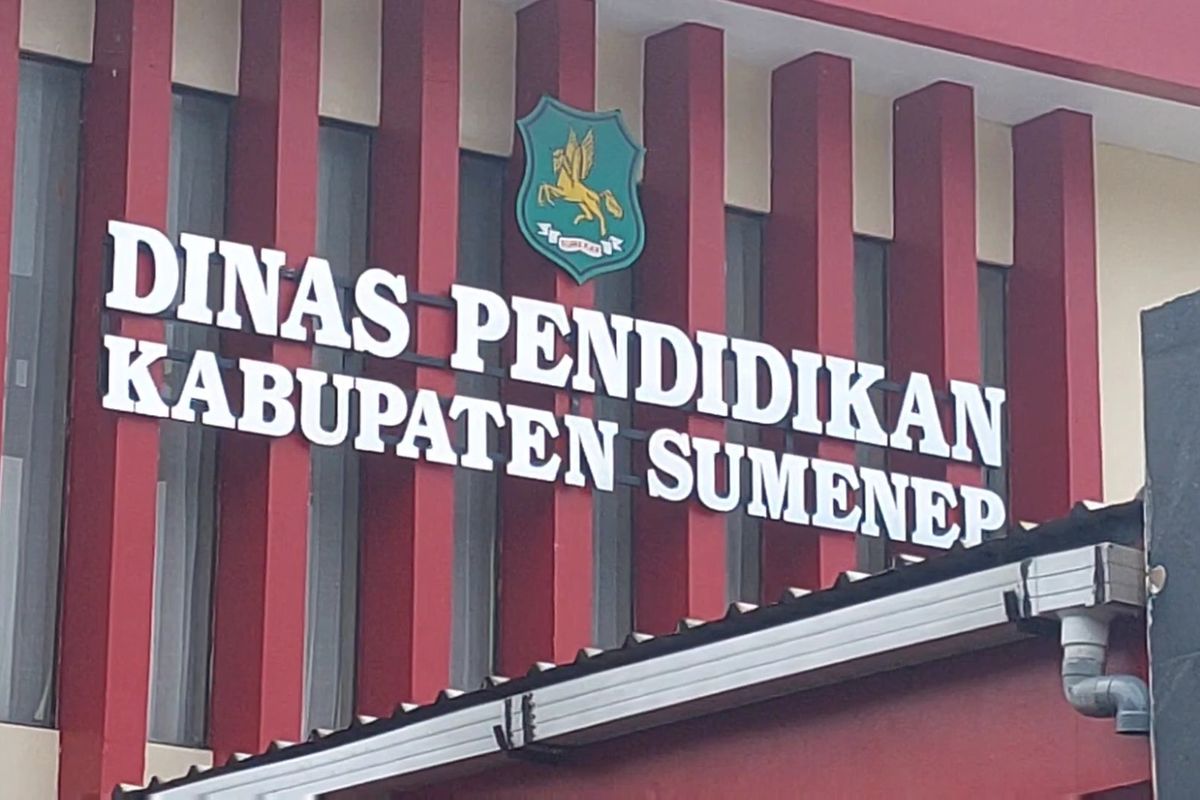 DINAS PENDIDIKAN
KABUPATEN SUMENEP